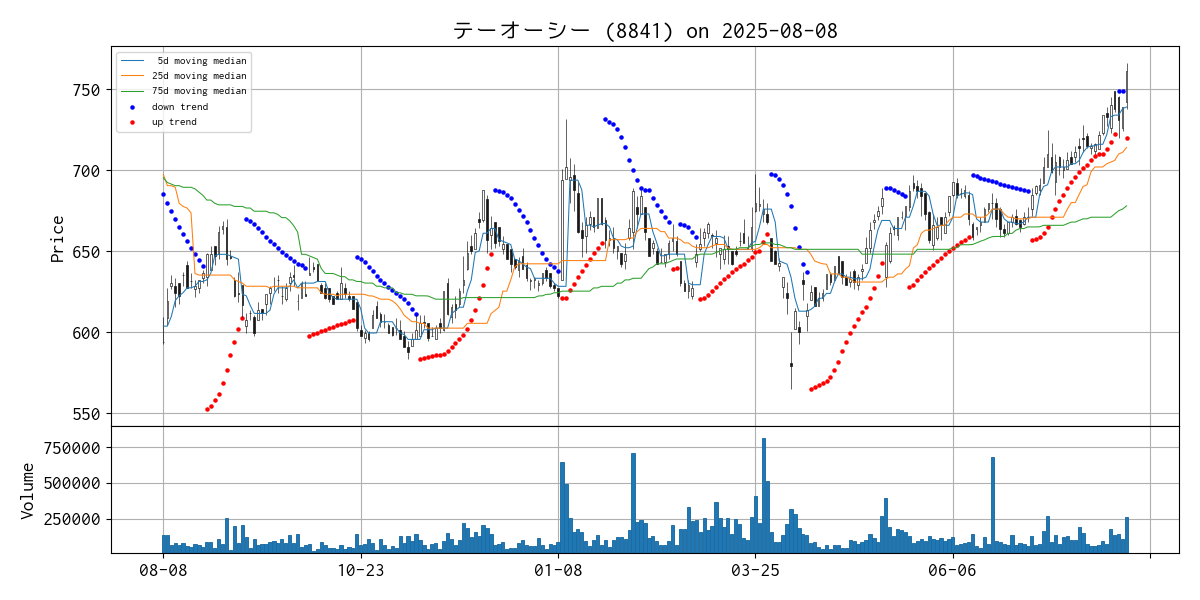 テーオーシー (8841) on 2025-08-08
5d moving median
25d moving median
75d moving median
down trend
up trend
Price
750
700
650
600
550
Volume
750000
500000
250000
08-08
10-23
01-08
03-25
06-06